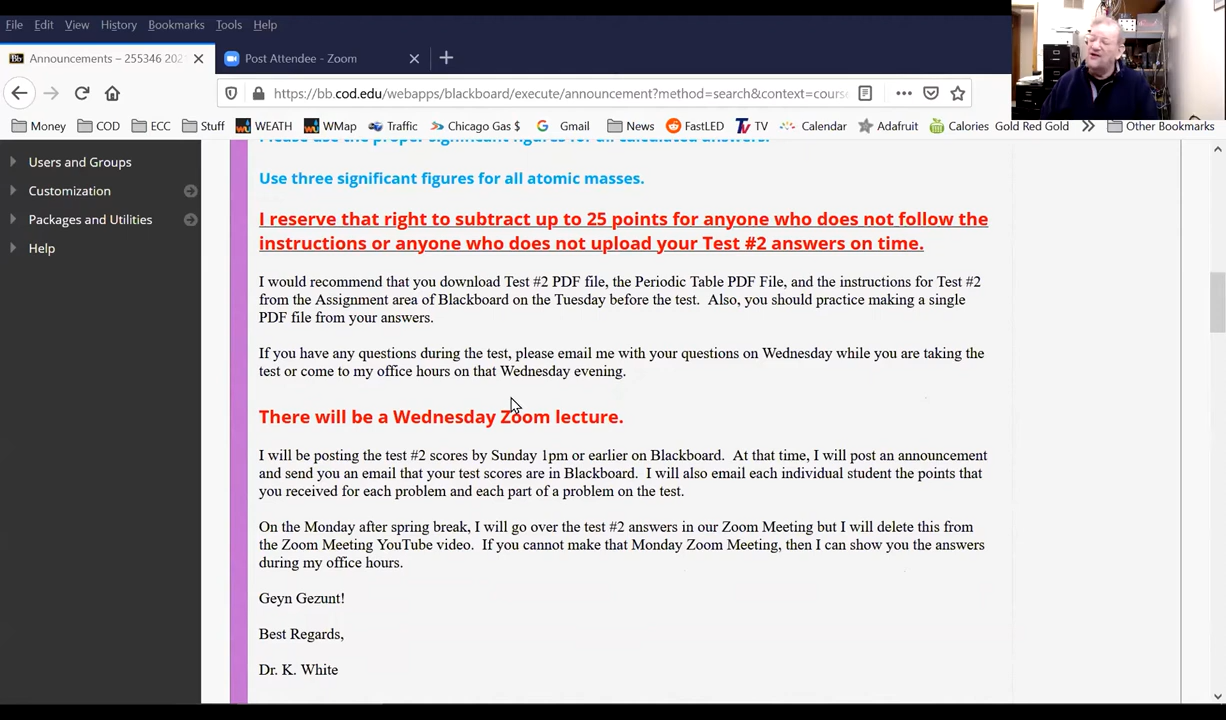 File Edit View History Bookmarks Tools Help
Announcements – 255346 202
Post Attendee - Zoom
https://bb.cod.edu/webapps/blackboard/execute/announcement?method=search&context=cours
Money COD ECC Stuff WEATH WMap Traffic Chicago Gas $ Gmail News FastLED TV Calendar Adafruit Calories Gold Red Gold Other Bookmarks
Users and Groups
Customization
Packages and Utilities
Help
Please use the proper significant figures for all calculated answers.
Use three significant figures for all atomic masses.
I reserve that right to subtract up to 25 points for anyone who does not follow the
instructions or anyone who does not upload your Test #2 answers on time.
I would recommend that you download Test #2 PDF file, the Periodic Table PDF File, and the instructions for Test #2
from the Assignment area of Blackboard on the Tuesday before the test. Also, you should practice making a single
PDF file from your answers.
If you have any questions during the test, please email me with your questions on Wednesday while you are taking the
test or come to my office hours on that Wednesday evening.
There will be a Wednesday Zoom lecture.
I will be posting the test #2 scores by Sunday 1pm or earlier on Blackboard. At that time, I will post an announcement
and send you an email that your test scores are in Blackboard. I will also email each individual student the points that
you received for each problem and each part of a problem on the test.
On the Monday after spring break, I will go over the test #2 answers in our Zoom Meeting but I will delete this from
the Zoom Meeting YouTube video. If you cannot make that Monday Zoom Meeting, then I can show you the answers
during my office hours.
Geyn Gezunt!
Best Regards,
Dr. K. White